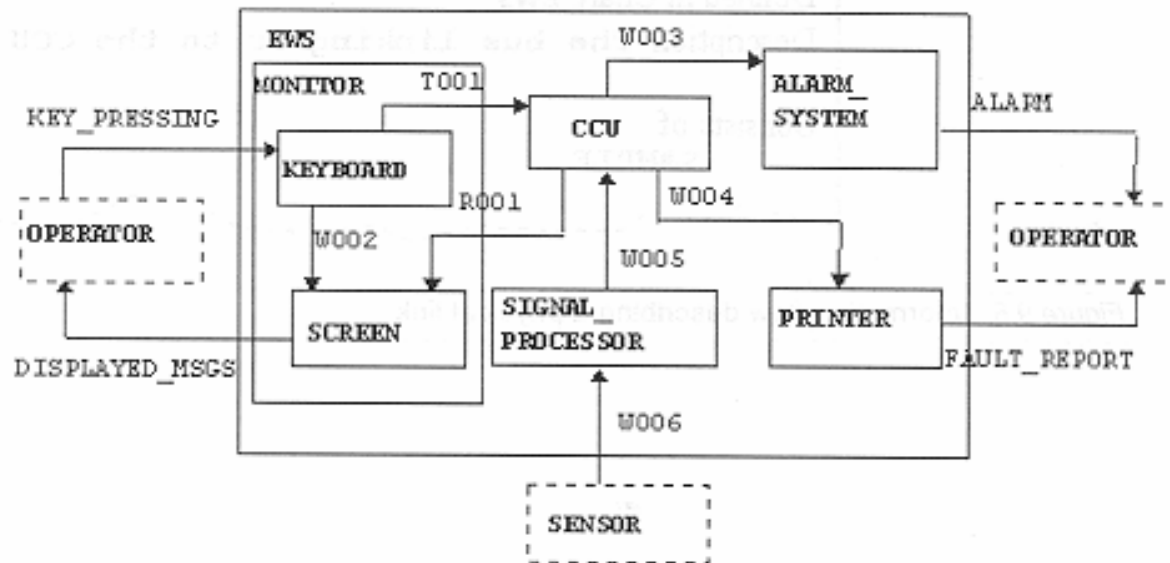 EWS
W003
MONITOR
T001
ALARM_
SYSTEM
ALARM
KEY_PRESSING
CCU
KEYBOARD
R001
W004
OPERATOR
W002
OPERATOR
W005
SIGNAL_
PROCESSOR
PRINTER
SCREEN
DISPLAYED_MSGS
FAULT_REPORT
W006
SENSOR